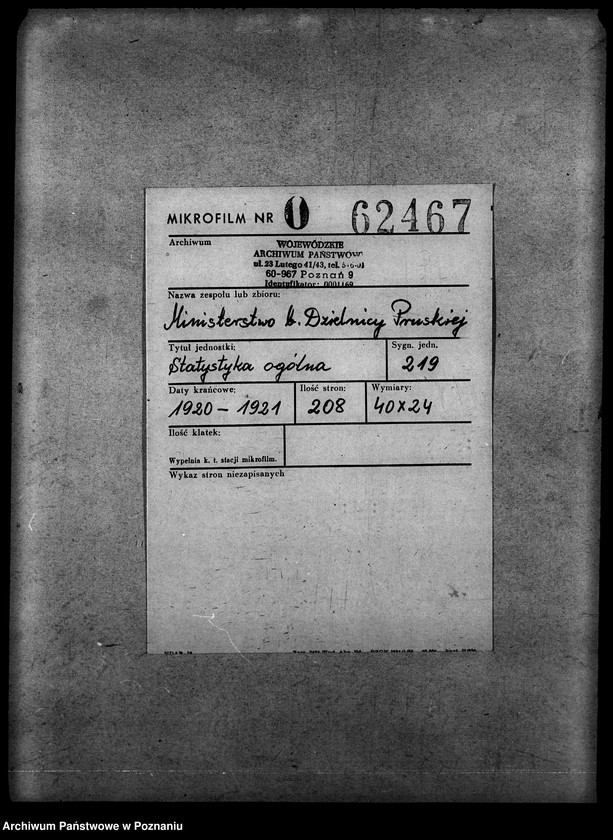 MIKROFILM NR 0 62467
Archiwum
WOJEWÓDZKIE
ARCHIWUM PAŃSTWOWE
ul. 23 Lutego 41/43, tel.
60-967 Poznań 9
Identyfikator: 0001169
Nazwa zespołu lub zbioru:
Ministerstwo b. Dzielnicy Pruskiej
Tytuł jednostki: Sygn. jedn.
Statystyka ogólna 219
Daty krańcowe: Ilość stron: Wymiary:
1920 - 1921 208 40x24
Ilość klatek:
Wypełnia k. t. stacji mikrofilm.
Wykaz stron niezapisanych
Archiwum Państwowe w Poznaniu